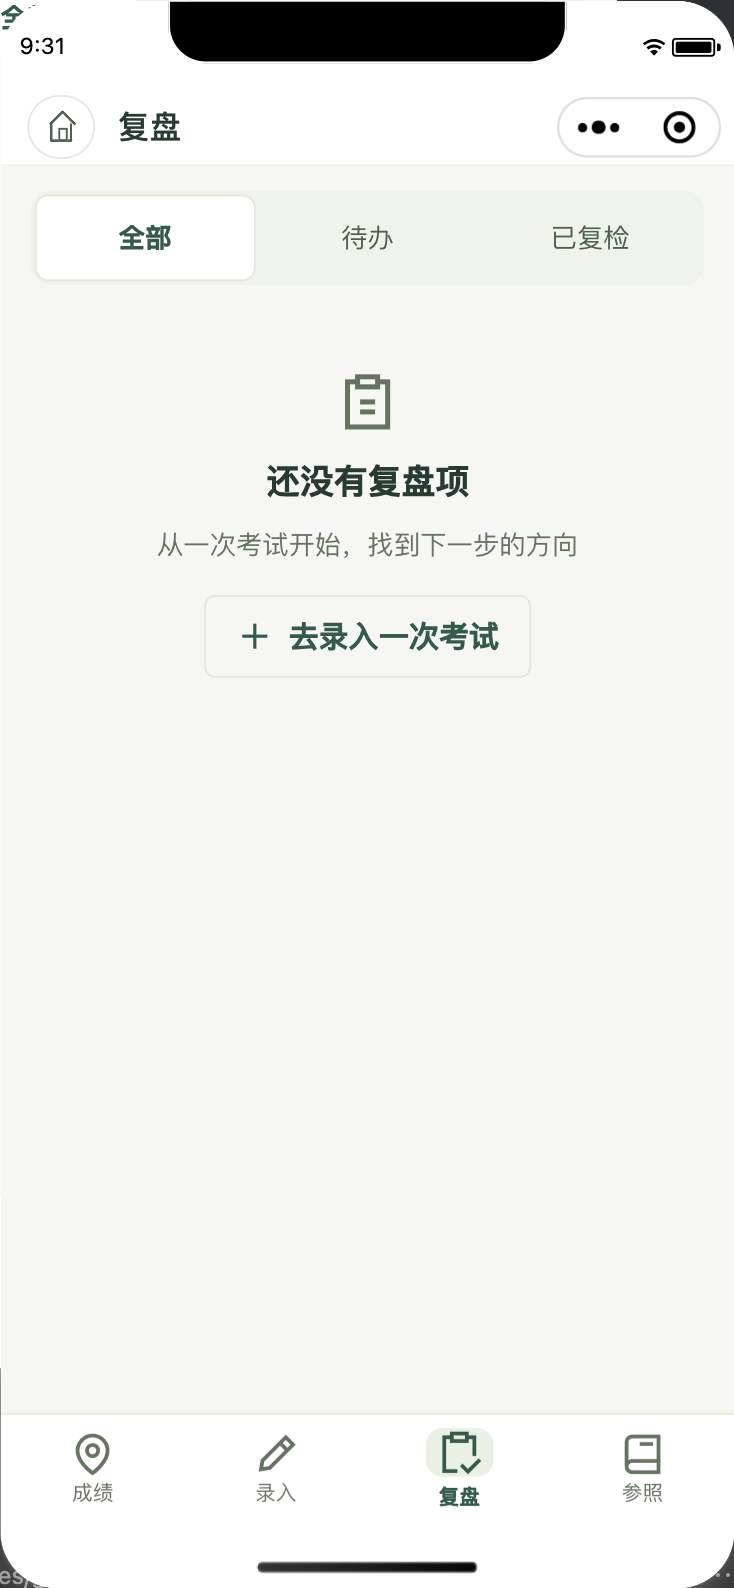 9:31
复盘
全部
待办
已复检
还没有复盘项
从一次考试开始，找到下一步的方向
去录入一次考试
成绩
录入
复盘
参照